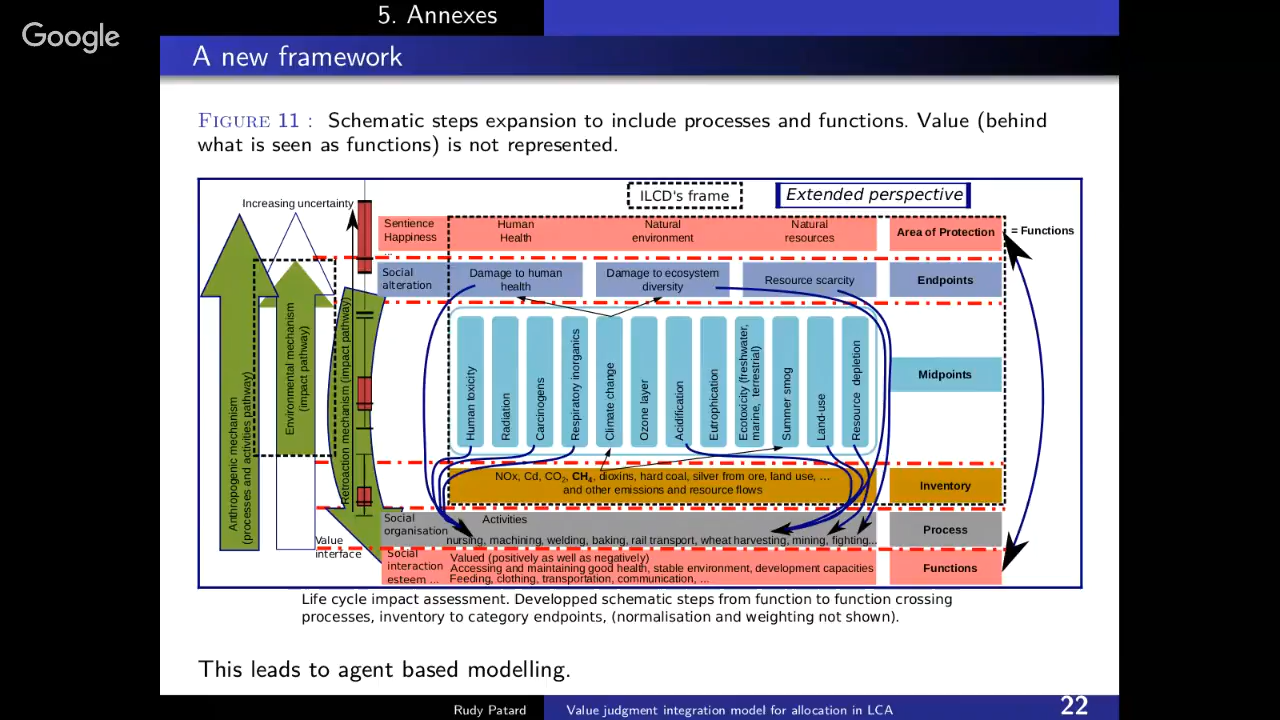 Google
5. Annexes
A new framework
FIGURE 11 : Schematic steps expansion to include processes and functions. Value (behind
what is seen as functions) is not represented.
ILCD's frame
Extended perspective
Increasing uncertainty
Sentience
Happiness
...
Human
Health
Natural
environment
Natural
resources
Area of Protection
= Functions
Social
alteration
Damage to human
health
Damage to ecosystem
diversity
Resource scarcity
Endpoints
Anthropogenic mechanism
(processes and activities pathway)
Environmental mechanism
(impact pathway)
Retroaction mechanism (impact pathway)
Human toxicity
Radiation
Carcinogens
Respiratory inorganics
Climate change
Ozone layer
Acidification
Eutrophication
Ecotoxicity (freshwater,
marine, terrestrial)
Summer smog
Land-use
Resource depletion
Midpoints
NOx, Cd, CO₂, CH₄, dioxins, hard coal, silver from ore, land use, ...
and other emissions and resource flows
Inventory
Social
organisation
Activities
nursing, machining, welding, baking, rail transport, wheat harvesting, mining, fighting...
Process
Value
interface
Social
interaction
esteem ...
Valued (positively as well as negatively)
Accessing and maintaining good health, stable environment, development capacities
Feeding, clothing, transportation, communication, ...
Functions
Life cycle impact assessment. Developped schematic steps from function to function crossing
processes, inventory to category endpoints, (normalisation and weighting not shown).
This leads to agent based modelling.
Rudy Patard
Value judgment integration model for allocation in LCA
22